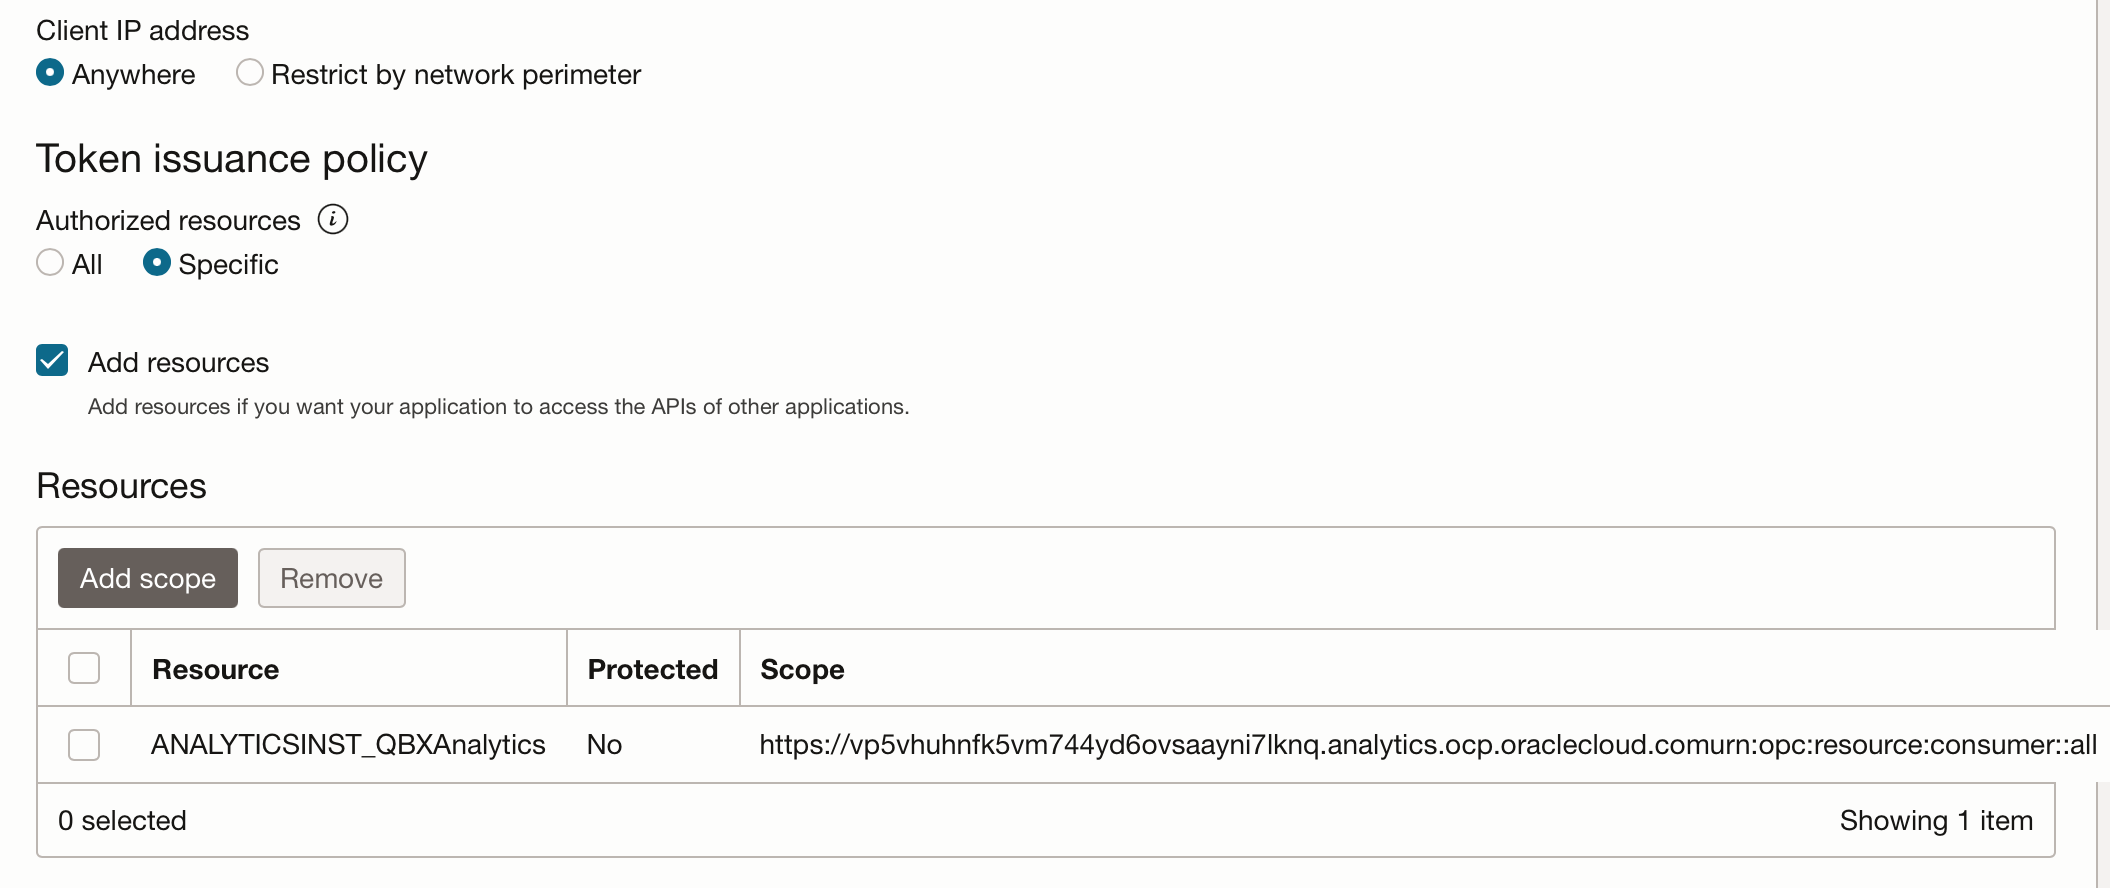 Client IP address
Anywhere Restrict by network perimeter
Token issuance policy
Authorized resources i
All Specific
Add resources
Add resources if you want your application to access the APIs of other applications.
Resources
Add scope Remove
Resource Protected Scope
ANALYTICSINST_QBXAnalytics No https://vp5vhuhnfk5vm744yd6ovsaayni7lknq.analytics.ocp.oraclecloud.comurn:opc:resource:consumer::all
0 selected Showing 1 item